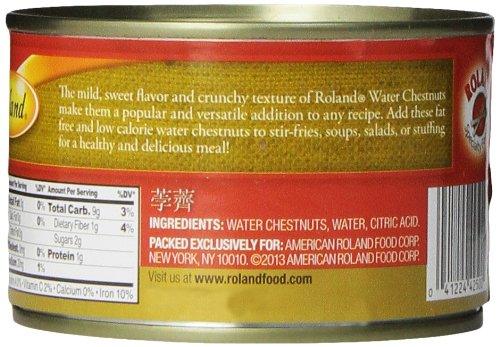 land
The mild, sweet flavor and crunchy texture of Roland® Water Chestnuts
make them a popular and versatile addition to any recipe. Add these fat
free and low calorie water chestnuts to stir-fries, soups, salads, or stuffing
for a healthy and delicious meal!
ROLAN
%DV* Amount Per Serving %DV*
0% Total Carb. 9g 3%
0% Dietary Fiber 1g 4%
Sugars 2g
0% Protein 1g
1%
Vitamin C 2% • Calcium 0% • Iron 10%
荸薺
INGREDIENTS: WATER CHESTNUTS, WATER, CITRIC ACID.
PACKED EXCLUSIVELY FOR: AMERICAN ROLAND FOOD CORP.
NEW YORK, NY 10010. ©2013 AMERICAN ROLAND FOOD CORP.
Visit us at www.rolandfood.com
0 41224 42500